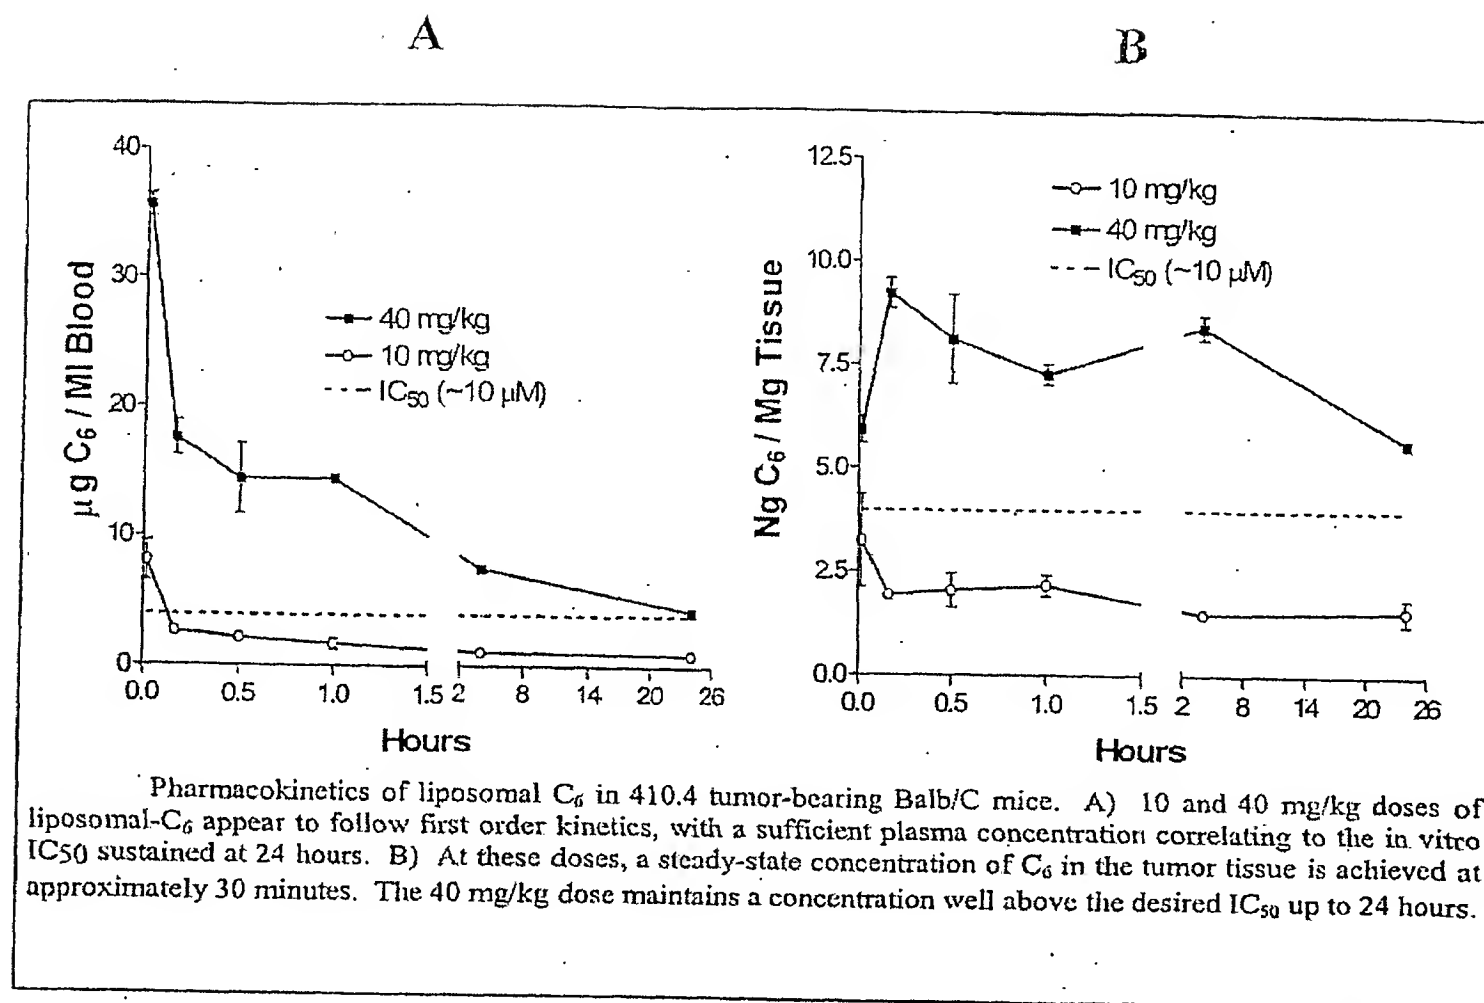 A
B
40
30
20
10
0
µg C6 / Ml Blood
40 mg/kg
10 mg/kg
IC50 (~10 µM)
0.0 0.5 1.0 1.5 2 8 14 20 26
Hours
12.5
10.0
7.5
5.0
2.5
0.0
Ng C6 / Mg Tissue
10 mg/kg
40 mg/kg
IC50 (~10 µM)
0.0 0.5 1.0 1.5 2 8 14 20 26
Hours
Pharmacokinetics of liposomal C6 in 410.4 tumor-bearing Balb/C mice. A) 10 and 40 mg/kg doses of
liposomal-C6 appear to follow first order kinetics, with a sufficient plasma concentration correlating to the in vitro
IC50 sustained at 24 hours. B) At these doses, a steady-state concentration of C6 in the tumor tissue is achieved at
approximately 30 minutes. The 40 mg/kg dose maintains a concentration well above the desired IC50 up to 24 hours.